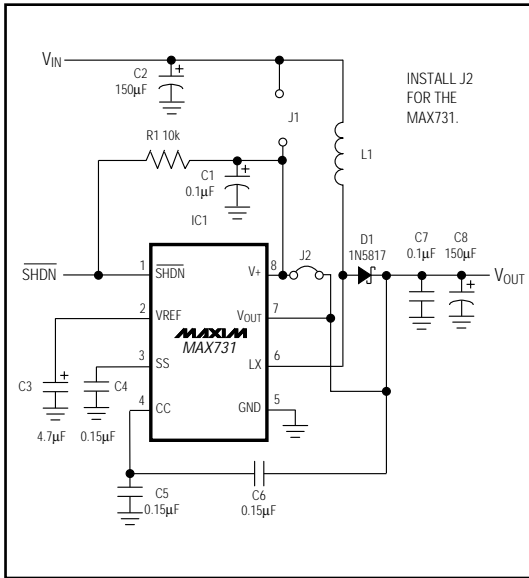 VIN
C2
150µF
J1
INSTALL J2
FOR THE
MAX731.
R1 10k
L1
C1
0.1µF
IC1
SHDN
1
SHDN
V+
8
J2
D1
1N5817
C7
0.1µF
C8
150µF
VOUT
2
VREF
VOUT
7
MAXIM
MAX731
3
SS
LX
6
C3
C4
4
CC
GND
5
4.7µF
0.15µF
C5
0.15µF
C6
0.15µF